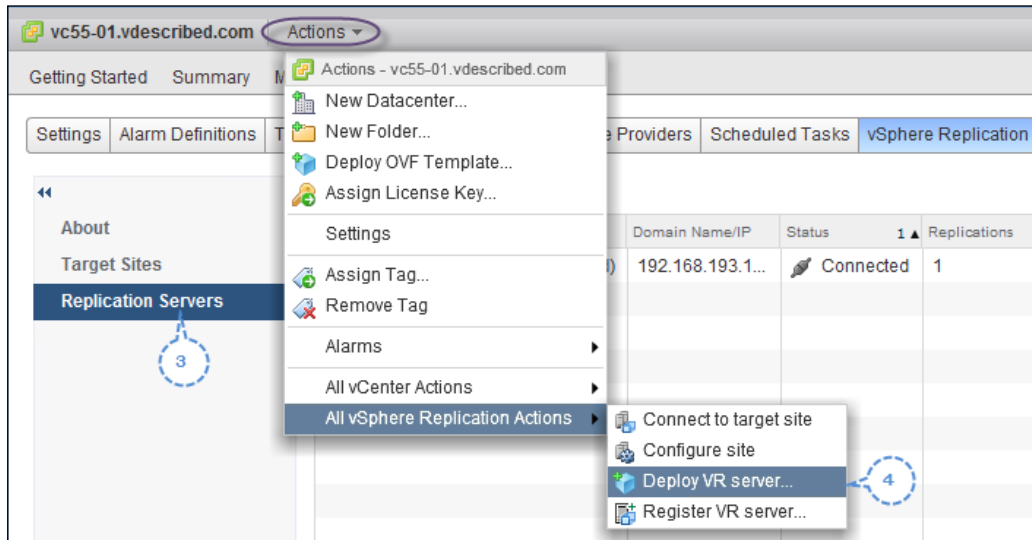 vc55-01.vdescribed.com Actions
Getting Started Summary
Actions - vc55-01.vdescribed.com
New Datacenter...
New Folder...
Deploy OVF Template...
Assign License Key...
Settings
Assign Tag...
Remove Tag
Alarms
All vCenter Actions
All vSphere Replication Actions
Connect to target site
Configure site
Deploy VR server...
Register VR server...
Settings Alarm Definitions Providers Scheduled Tasks vSphere Replication
About
Target Sites
Replication Servers
3
4
Domain Name/IP Status 1 Replications
192.168.193.1... Connected 1